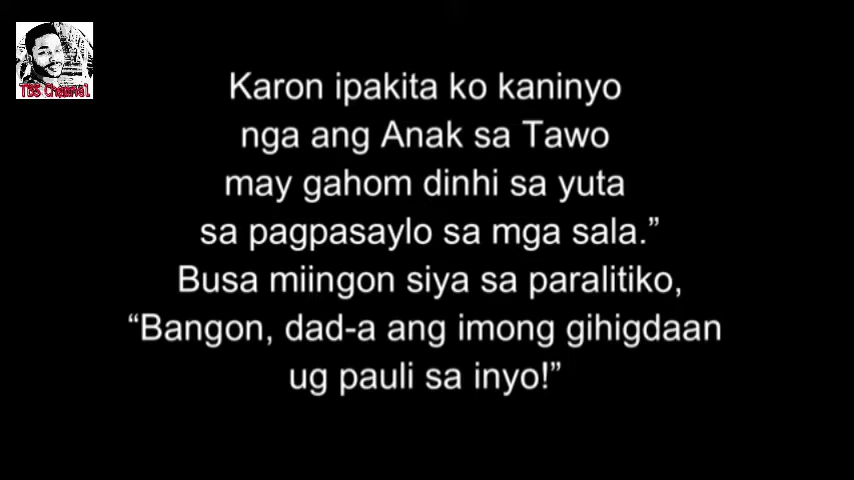 TBS Channel
Karon ipakita ko kaninyo
nga ang Anak sa Tawo
may gahom dinhi sa yuta
sa pagpasaylo sa mga sala.”
Busa miingon siya sa paralitiko,
“Bangon, dad-a ang imong gihigdaan
ug pauli sa inyo!”